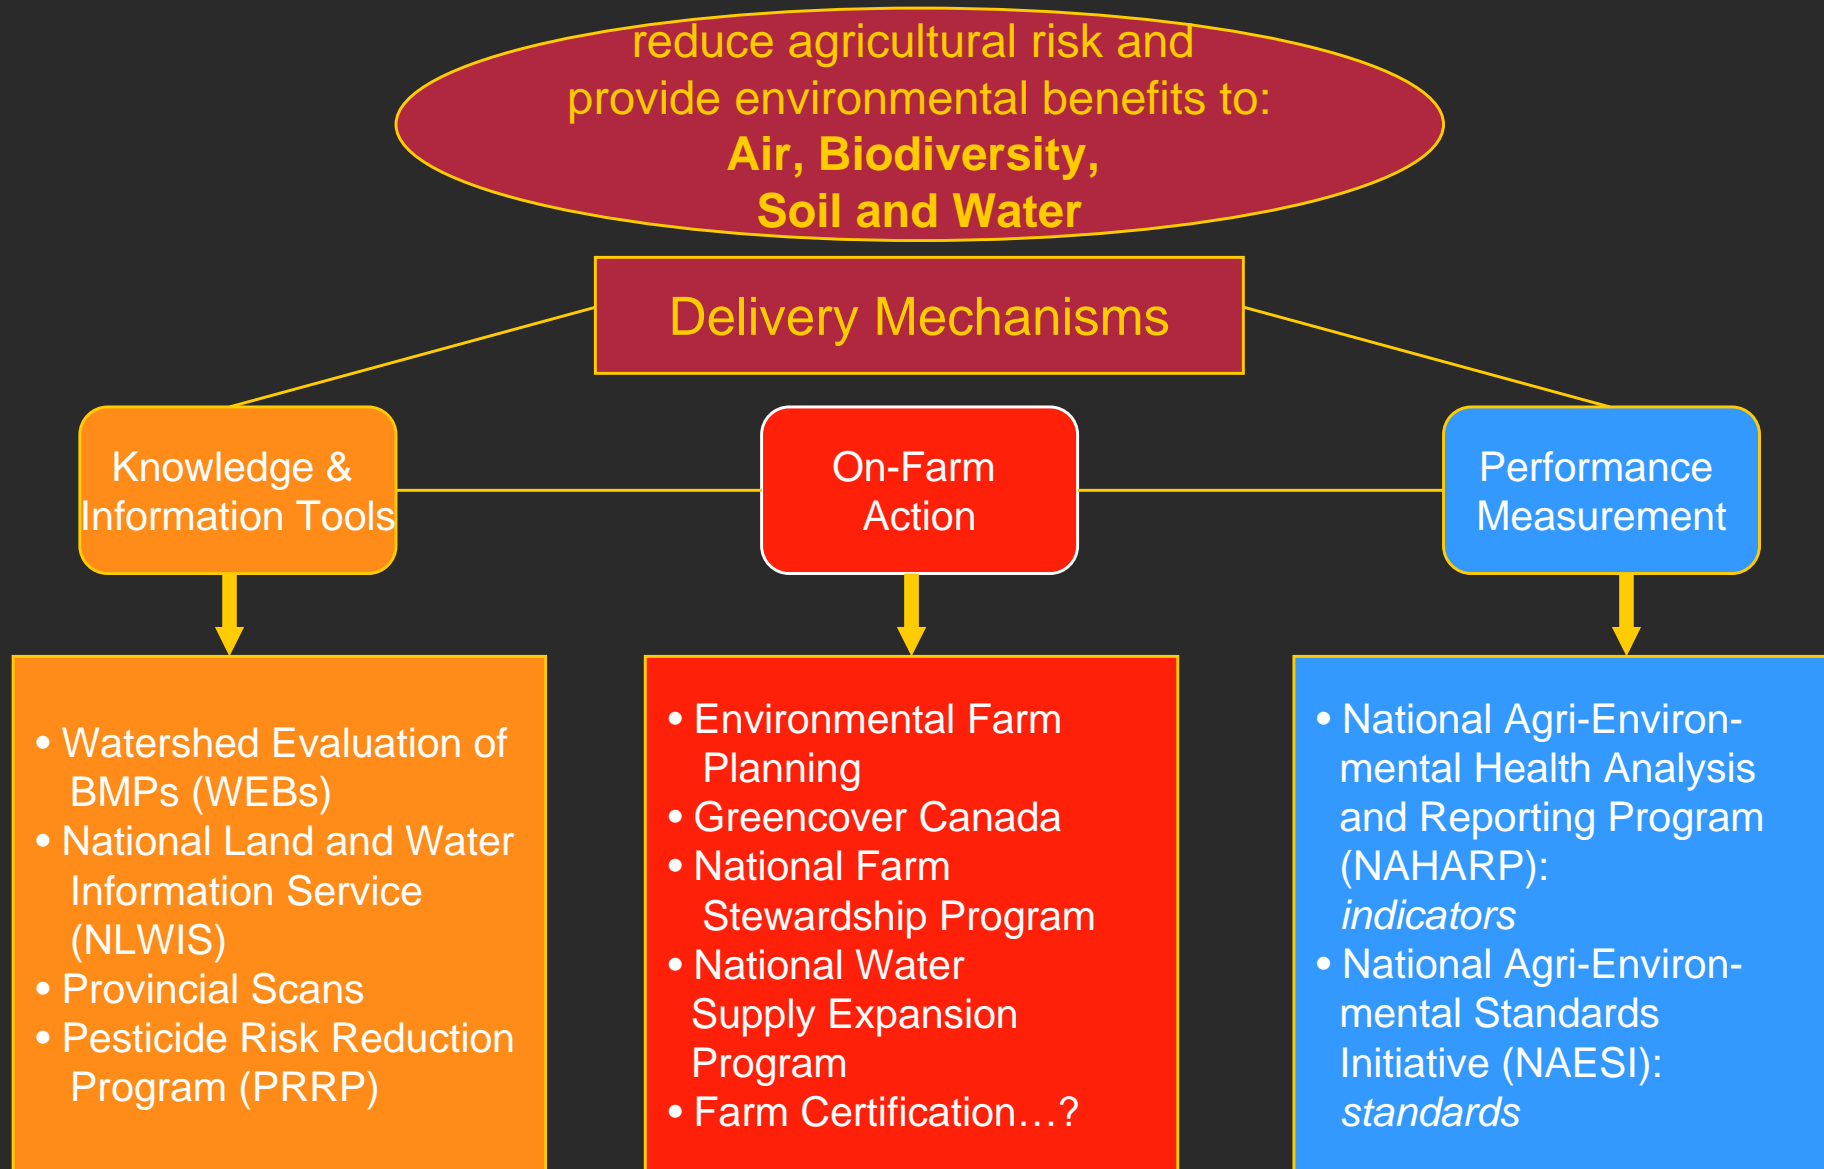 reduce agricultural risk and
provide environmental benefits to:
Air, Biodiversity,
Soil and Water
Delivery Mechanisms
Knowledge &
Information Tools
On-Farm
Action
Performance
Measurement
• Watershed Evaluation of
BMPs (WEBs)
• National Land and Water
Information Service
(NLWIS)
• Provincial Scans
• Pesticide Risk Reduction
Program (PRRP)
• Environmental Farm
Planning
• Greencover Canada
• National Farm
Stewardship Program
• National Water
Supply Expansion
Program
• Farm Certification…?
• National Agri-Environ-
mental Health Analysis
and Reporting Program
(NAHARP):
indicators
• National Agri-Environ-
mental Standards
Initiative (NAESI):
standards